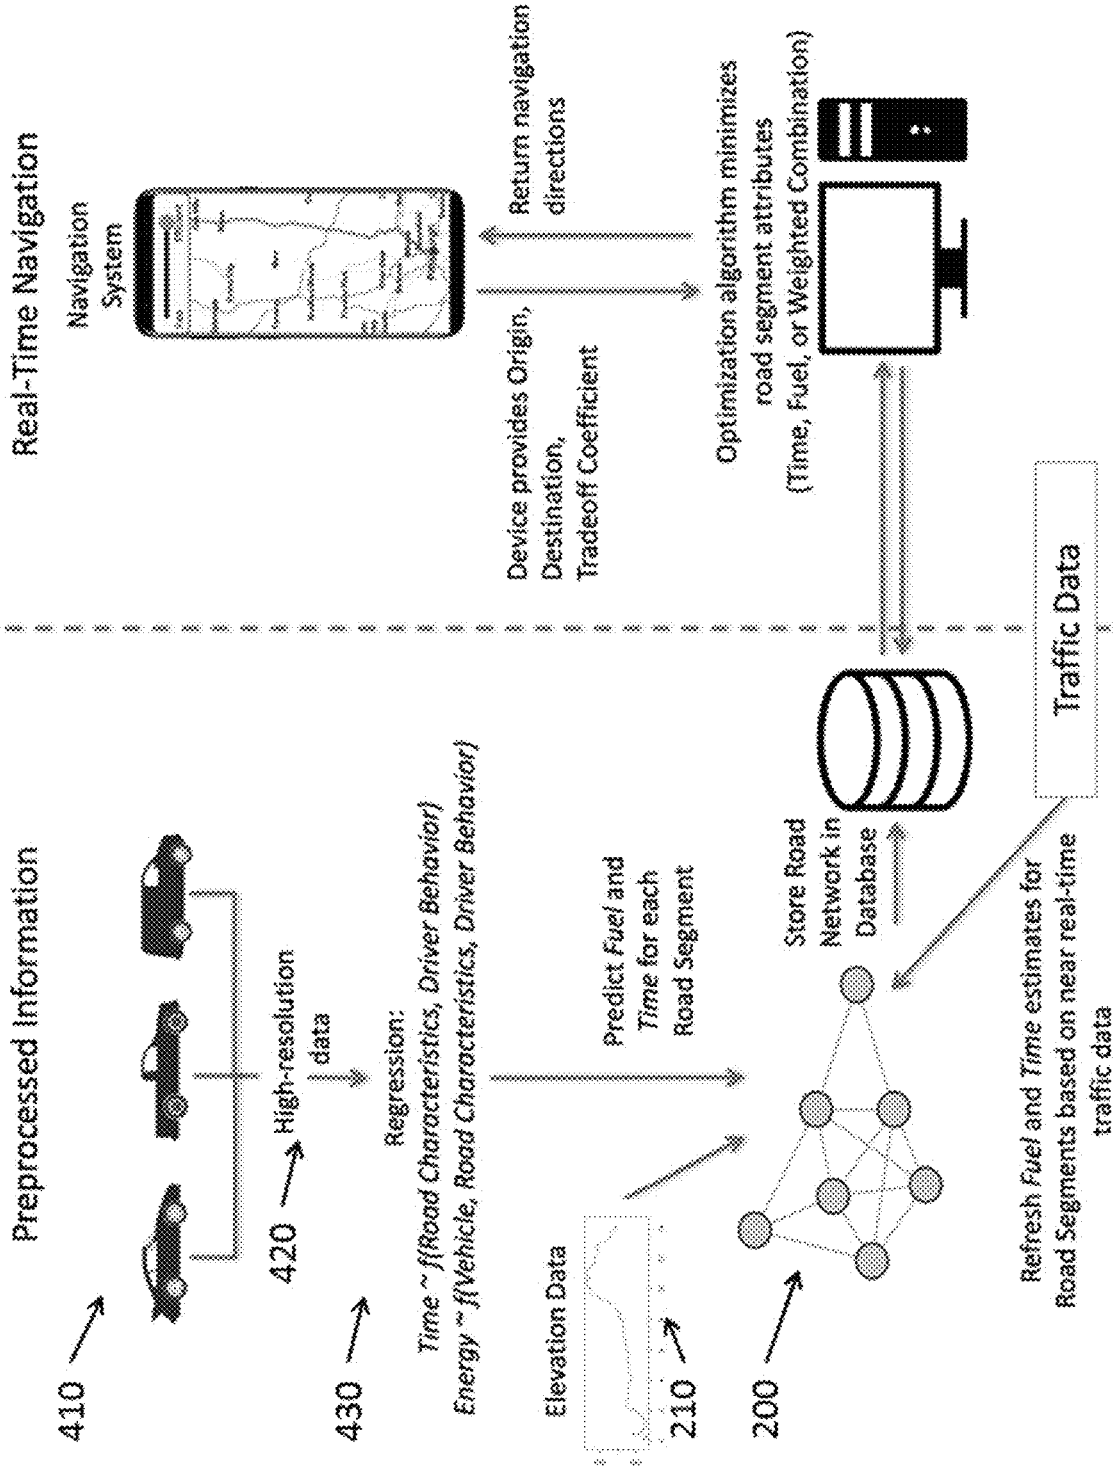 Preprocessed Information
410
420
High-resolution
data
430
Regression:
Time ~ f(Road Characteristics, Driver Behavior)
Energy ~ f(Vehicle, Road Characteristics, Driver Behavior)
Elevation Data
210
Predict Fuel and
Time for each
Road Segment
200
Store Road
Network in
Database
Refresh Fuel and Time estimates for
Road Segments based on near real-time
traffic data
Traffic Data
Real-Time Navigation
Navigation
System
Device provides Origin,
Destination,
Tradeoff Coefficient
Return navigation
directions
Optimization algorithm minimizes
road segment attributes
(Time, Fuel, or Weighted Combination)